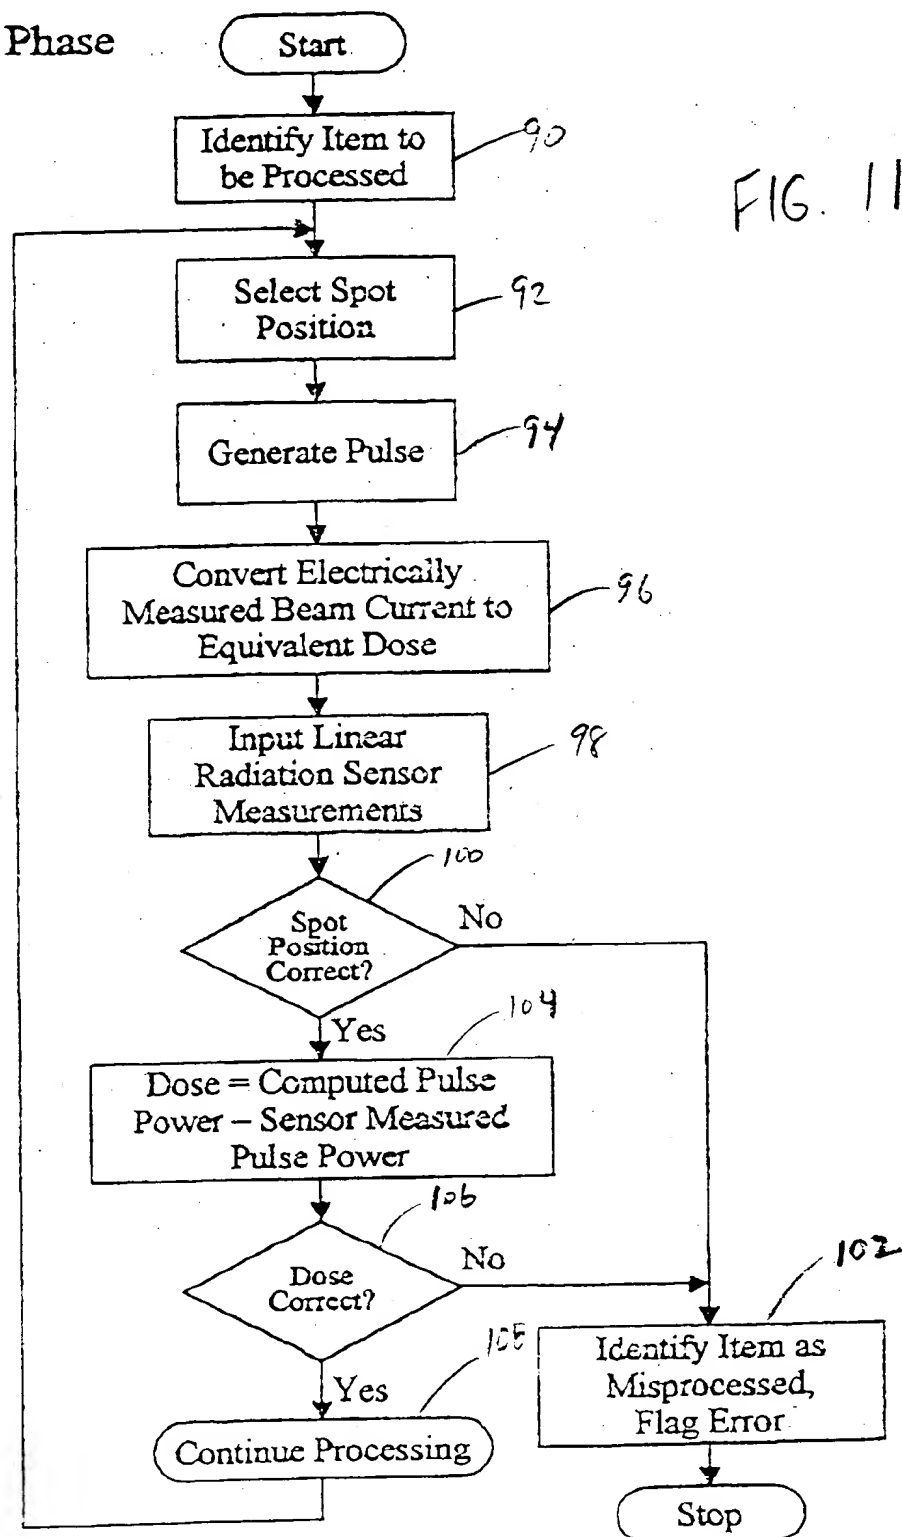 Phase
Start
Identify Item to
be Processed
90
FIG. 11
Select Spot
Position
92
Generate Pulse
94
Convert Electrically
Measured Beam Current to
Equivalent Dose
96
Input Linear
Radiation Sensor
Measurements
98
100
Spot
Position
Correct?
No
Yes
104
Dose = Computed Pulse
Power – Sensor Measured
Pulse Power
106
Dose
Correct?
No
102
Identify Item as
Misprocessed,
Flag Error
Yes
Continue Processing
Stop